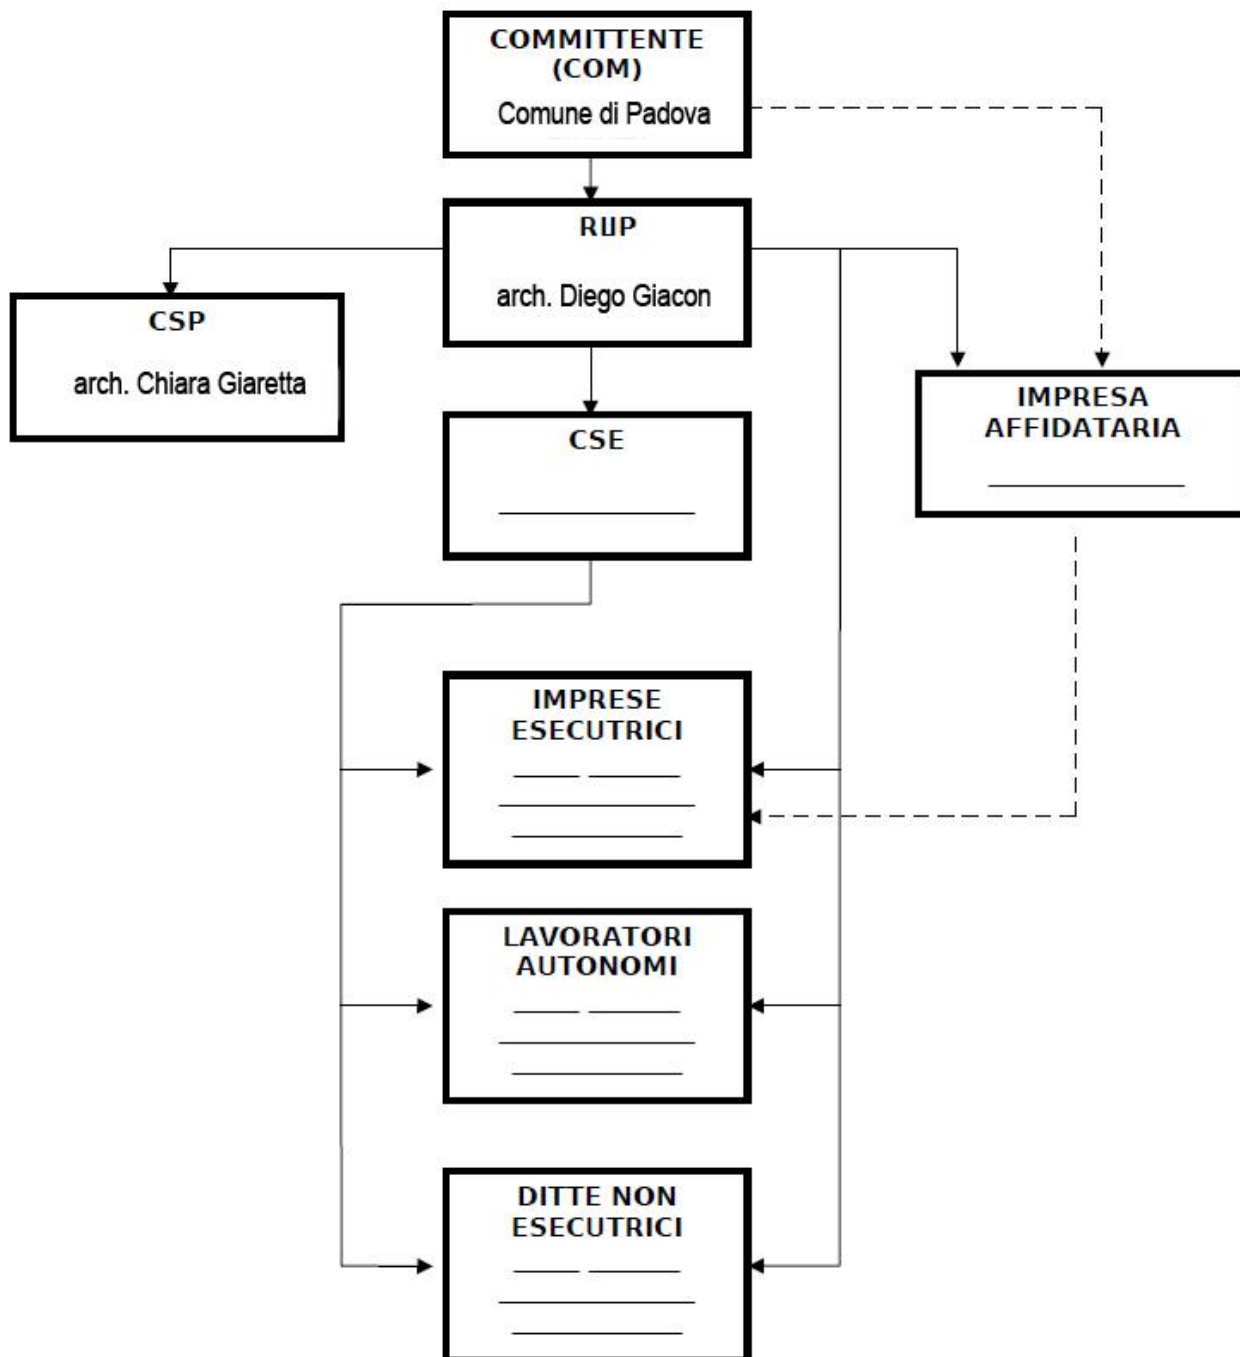 COMMITTENTE
(COM)
Comune di Padova
RUP
arch. Diego Giacon
CSP
arch. Chiara Giaretta
IMPRESA
AFFIDATARIA
CSE
IMPRESE
ESECUTRICI
LAVORATORI
AUTONOMI
DITTE NON
ESECUTRICI